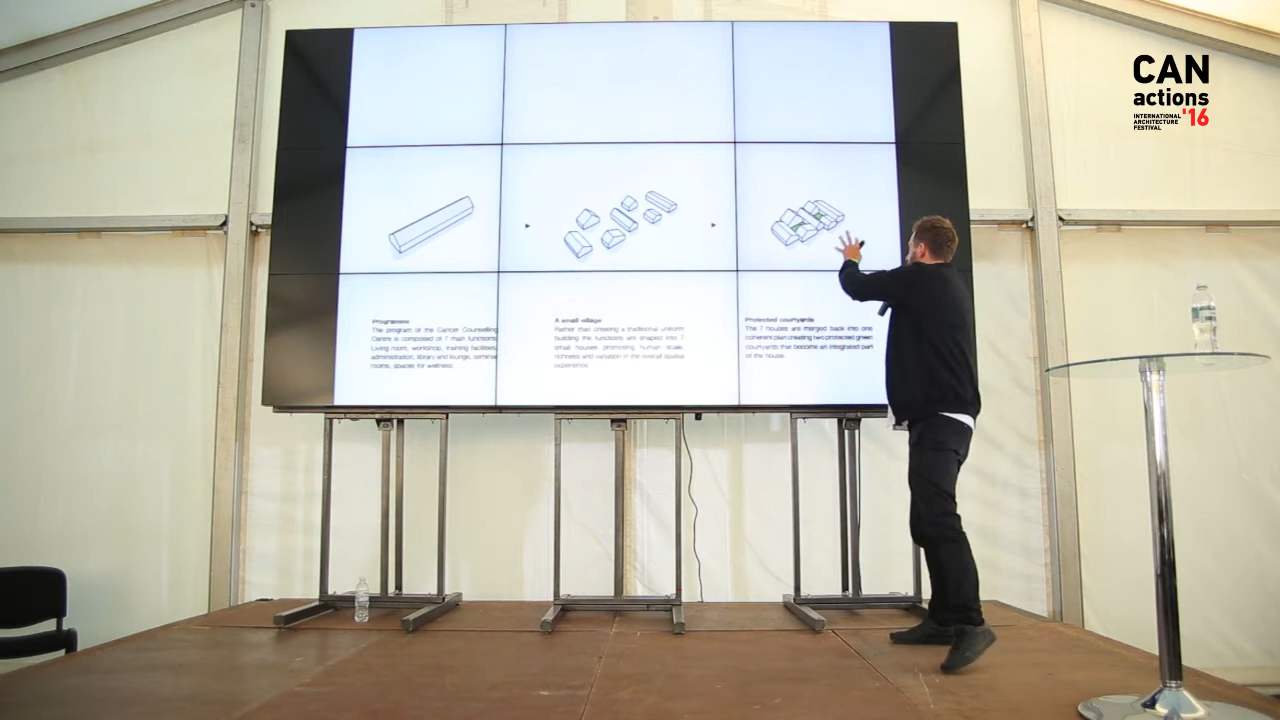 CAN
actions
INTERNATIONAL
ARCHITECTURE
FESTIVAL
'16
Programme
The program of the Cancer Counselling
Centre is composed of 7 main functions
Living room, workshop, training facilities,
administration, library and lounge, seminar
rooms, spaces for wellness.
A small village
Rather than creating a traditional uniform
building the functions are shaped into 7
small houses promoting human scale,
richness and variation in the overall spatial
experience.
Protected courtyards
The 7 houses are merged back into one
coherent plan creating two protected green
courtyards that become an integrated part
of the house.